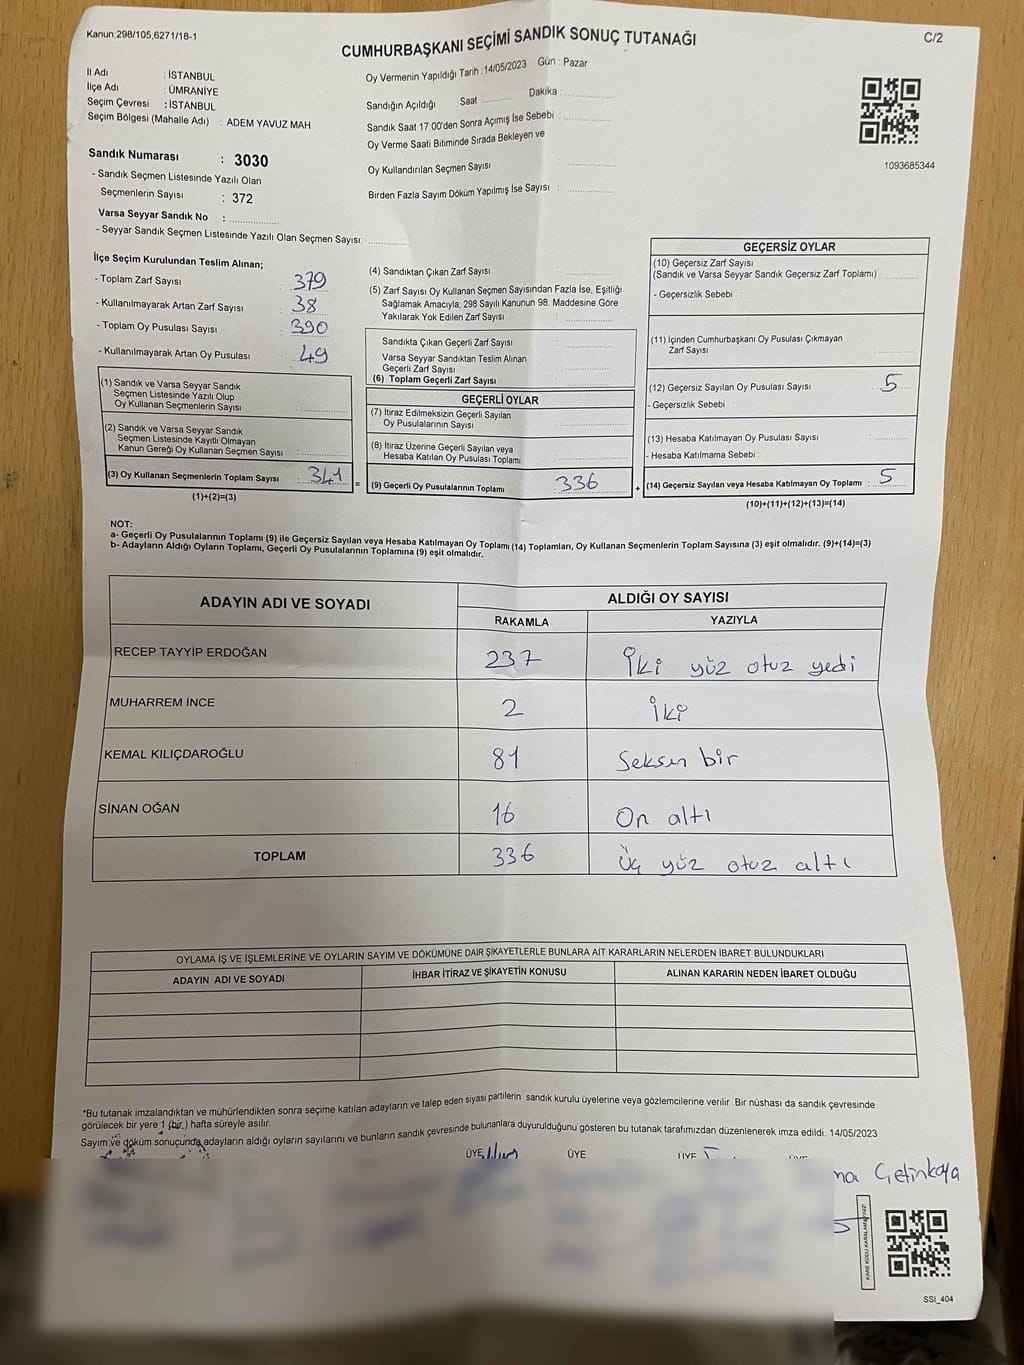 Kanun:298/105,6271/18-1
CUMHURBAŞKANI SEÇİMİ SANDIK SONUÇ TUTANAĞI
C/2
İl Adı : İSTANBUL
İlçe Adı : ÜMRANİYE
Seçim Çevresi : İSTANBUL
Seçim Bölgesi (Mahalle Adı) : ADEM YAVUZ MAH
Sandık Numarası : 3030
- Sandık Seçmen Listesinde Yazılı Olan
Seçmenlerin Sayısı : 372
Varsa Seyyar Sandık No :
- Seyyar Sandık Seçmen Listesinde Yazılı Olan Seçmen Sayısı:
Oy Vermenin Yapıldığı Tarih :14/05/2023 Gün : Pazar
Sandığın Açıldığı Saat Dakika :
Sandık Saat 17:00'den Sonra Açımış İse Sebebi :
Oy Verme Saati Bitiminde Sırada Bekleyen ve
Oy Kullandırılan Seçmen Sayısı :
Birden Fazla Sayım Döküm Yapılmış İse Sayısı :
1093685344
İlçe Seçim Kurulundan Teslim Alınan;
- Toplam Zarf Sayısı : 379
- Kullanılmayarak Artan Zarf Sayısı : 38
- Toplam Oy Pusulası Sayısı : 390
- Kullanılmayarak Artan Oy Pusulası : 49
(1) Sandık ve Varsa Seyyar Sandık
Seçmen Listesinde Yazılı Olup
Oy Kullanan Seçmenlerin Sayısı :
(2) Sandık ve Varsa Seyyar Sandık
Seçmen Listesinde Kayıtlı Olmayan
Kanun Gereği Oy Kullanan Seçmen Sayısı :
(3) Oy Kullanan Seçmenlerin Toplam Sayısı : 341 =
(1)+(2)=(3)
(4) Sandıktan Çıkan Zarf Sayısı :
(5) Zarf Sayısı Oy Kullanan Seçmen Sayısından Fazla İse, Eşitliği
Sağlamak Amacıyla; 298 Sayılı Kanunun 98. Maddesine Göre
Yakılarak Yok Edilen Zarf Sayısı :
Sandıkta Çıkan Geçerli Zarf Sayısı :
Varsa Seyyar Sandıktan Teslim Alınan
Geçerli Zarf Sayısı :
(6) Toplam Geçerli Zarf Sayısı :
GEÇERLİ OYLAR
(7) İtiraz Edilmeksizin Geçerli Sayılan
Oy Pusulalarının Sayısı :
(8) İtiraz Üzerine Geçerli Sayılan veya
Hesaba Katılan Oy Pusulası Toplamı :
(9) Geçerli Oy Pusulalarının Toplamı : 336 +
GEÇERSİZ OYLAR
(10) Geçersiz Zarf Sayısı
(Sandık ve Varsa Seyyar Sandık Geçersiz Zarf Toplamı) :
- Geçersizlik Sebebi :
(11) İçinden Cumhurbaşkanı Oy Pusulası Çıkmayan
Zarf Sayısı :
(12) Geçersiz Sayılan Oy Pusulası Sayısı : 5
- Geçersizlik Sebebi :
(13) Hesaba Katılmayan Oy Pusulası Sayısı :
- Hesaba Katılmama Sebebi :
(14) Geçersiz Sayılan veya Hesaba Katılmayan Oy Toplamı : 5
(10)+(11)+(12)+(13)=(14)
NOT:
a- Geçerli Oy Pusulalarının Toplamı (9) ile Geçersiz Sayılan veya Hesaba Katılmayan Oy Toplamı (14) Toplamları, Oy Kullanan Seçmenlerin Toplam Sayısına (3) eşit olmalıdır. (9)+(14)=(3)
b- Adayların Aldığı Oyların Toplamı, Geçerli Oy Pusulalarının Toplamına (9) eşit olmalıdır.
ADAYIN ADI VE SOYADI
ALDIĞI OY SAYISI
RAKAMLA YAZIYLA
RECEP TAYYİP ERDOĞAN 237 İki yüz otuz yedi
MUHARREM İNCE 2 İki
KEMAL KILIÇDAROĞLU 81 Seksen bir
SİNAN OĞAN 16 On altı
TOPLAM 336 Üç yüz otuz altı
OYLAMA İŞ VE İŞLEMLERİNE VE OYLARIN SAYIM VE DÖKÜMÜNE DAİR ŞİKAYETLERLE BUNLARA AİT KARARLARIN NELERDEN İBARET BULUNDUKLARI
ADAYIN ADI VE SOYADI İHBAR İTİRAZ VE ŞİKAYETİN KONUSU ALINAN KARARIN NEDEN İBARET OLDUĞU
*Bu tutanak imzalandıktan ve mühürlendikten sonra seçime katılan adayların ve talep eden siyasi partilerin sandık kurulu üyelerine veya gözlemcilerine verilir .Bir nüshası da sandık çevresinde
görülecek bir yere 1 (bir.) hafta süreyle asılır.
Sayım ve döküm sonucunda adayların aldığı oyların sayılarını ve bunların sandık çevresinde bulunanlara duyurulduğunu gösteren bu tutanak tarafımızdan düzenlenerek imza edildi. 14/05/2023
ÜYE ÜYE ÜYE
Çetinkaya
KARE KODU KARALAMAYINIZ!
SSI_404